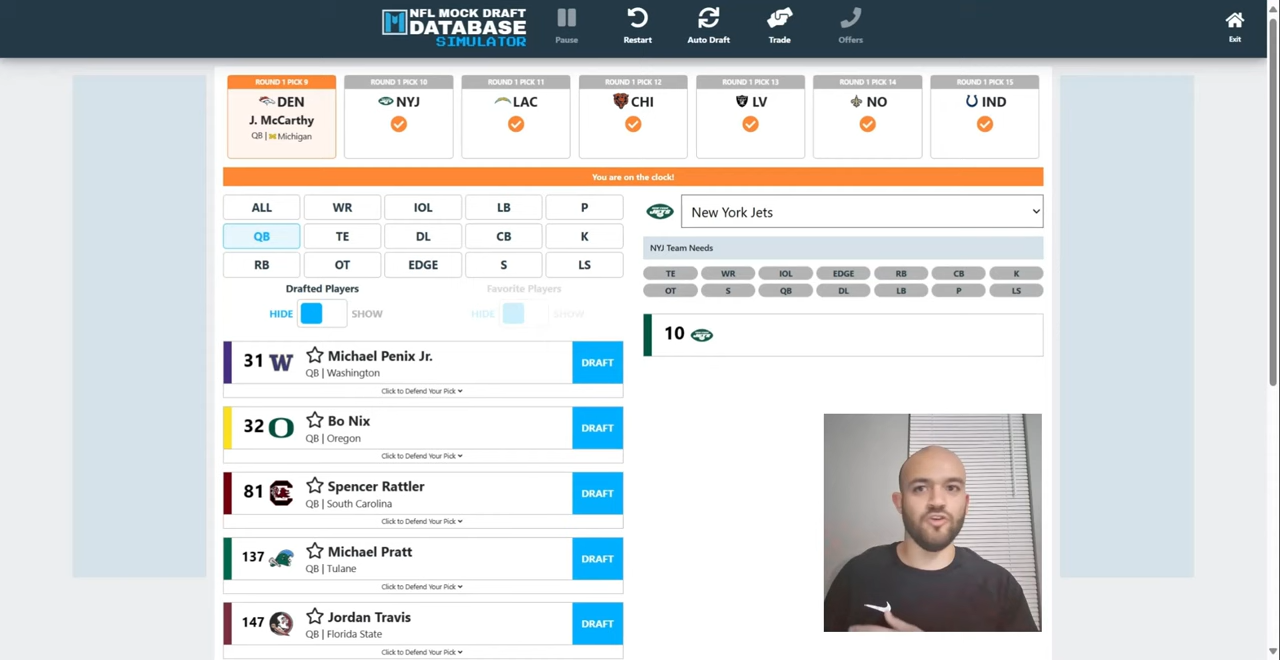 NFL MOCK DRAFT
DATABASE
SIMULATOR
Pause
Restart
Auto Draft
Trade
Offers
Exit
ROUND 1 PICK 9
DEN
J. McCarthy
QB | Michigan
ROUND 1 PICK 10
NYJ
ROUND 1 PICK 11
LAC
ROUND 1 PICK 12
CHI
ROUND 1 PICK 13
LV
ROUND 1 PICK 14
NO
ROUND 1 PICK 15
IND
You are on the clock!
ALL WR IOL LB P
QB TE DL CB K
RB OT EDGE S LS
Drafted Players
HIDE SHOW
Favorite Players
HIDE SHOW
31 W Michael Penix Jr.
QB | Washington
DRAFT
Click to Defend Your Pick
32 Bo Nix
QB | Oregon
DRAFT
Click to Defend Your Pick
81 Spencer Rattler
QB | South Carolina
DRAFT
Click to Defend Your Pick
137 Michael Pratt
QB | Tulane
DRAFT
Click to Defend Your Pick
147 Jordan Travis
QB | Florida State
DRAFT
Click to Defend Your Pick
JETS New York Jets
NYJ Team Needs
TE WR IOL EDGE RB CB K
OT S QB DL LB P LS
10 JETS